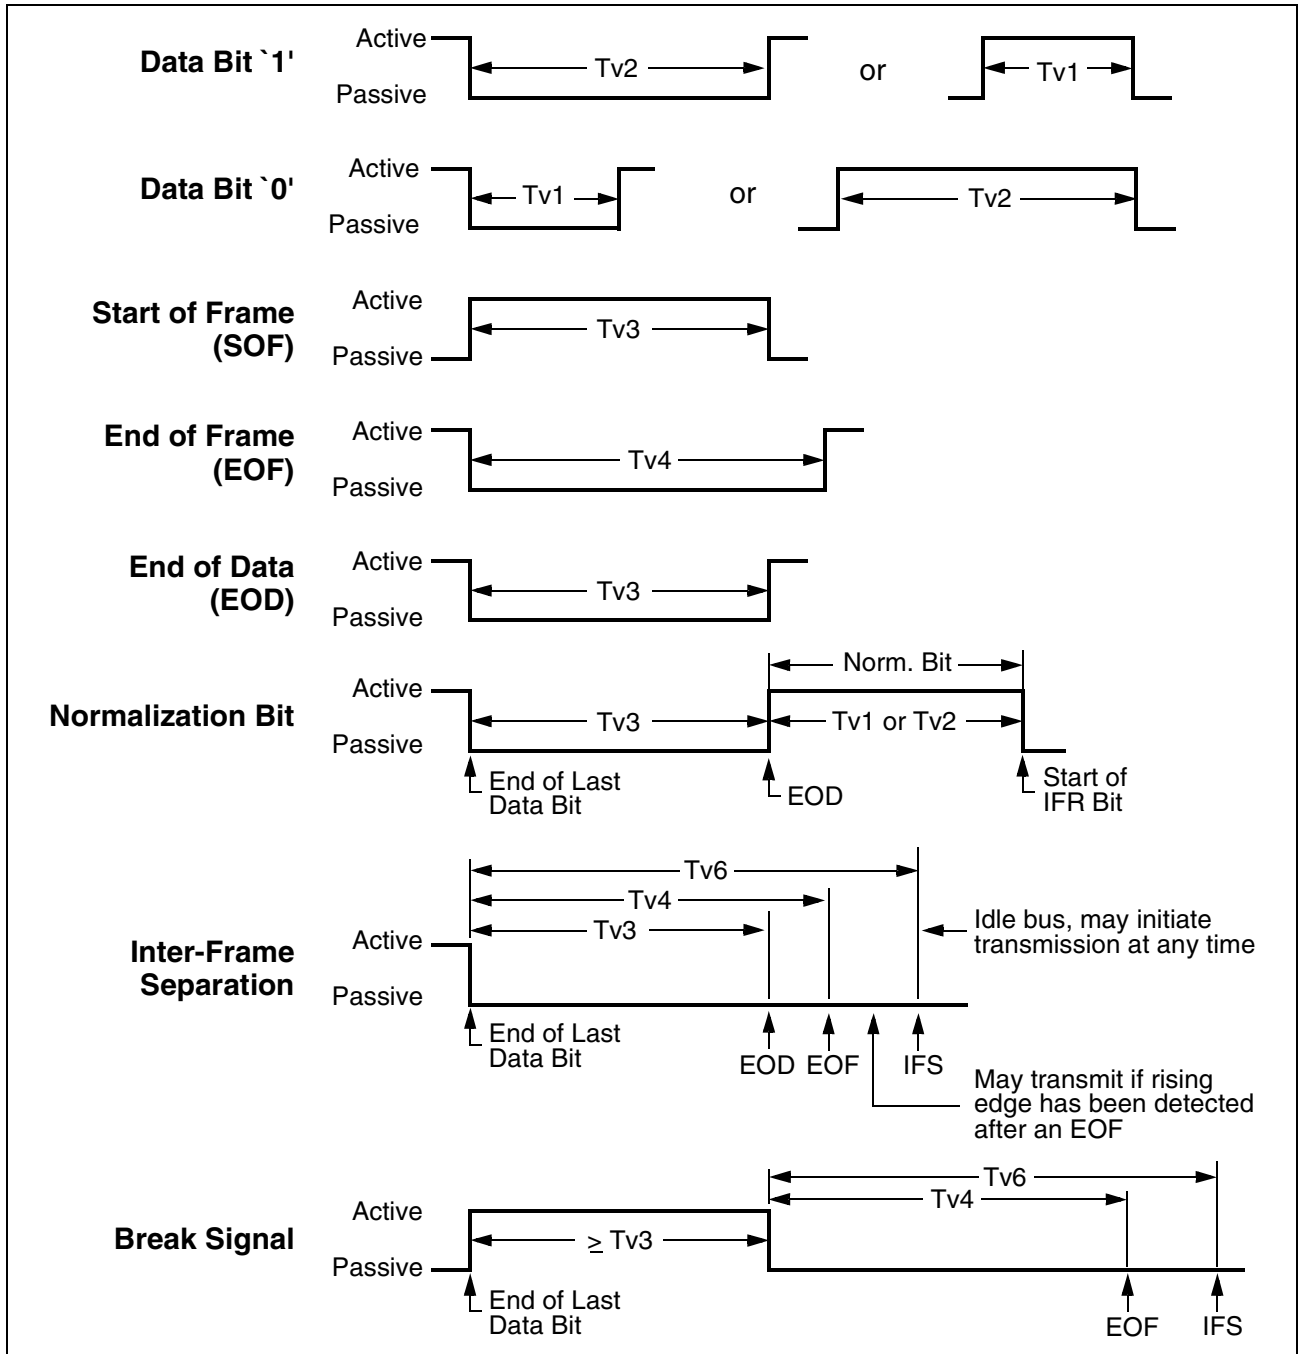 Data Bit `1'
Active
Passive
Tv2
or
Tv1
Data Bit `0'
Active
Passive
Tv1
or
Tv2
Start of Frame
(SOF)
Active
Passive
Tv3
End of Frame
(EOF)
Active
Passive
Tv4
End of Data
(EOD)
Active
Passive
Tv3
Normalization Bit
Active
Passive
Norm. Bit
Tv3
Tv1 or Tv2
End of Last
Data Bit
EOD
Start of
IFR Bit
Inter-Frame
Separation
Active
Passive
Tv6
Tv4
Tv3
Idle bus, may initiate
transmission at any time
End of Last
Data Bit
EOD
EOF
IFS
May transmit if rising
edge has been detected
after an EOF
Break Signal
Active
Passive
≥ Tv3
Tv6
Tv4
End of Last
Data Bit
EOF
IFS